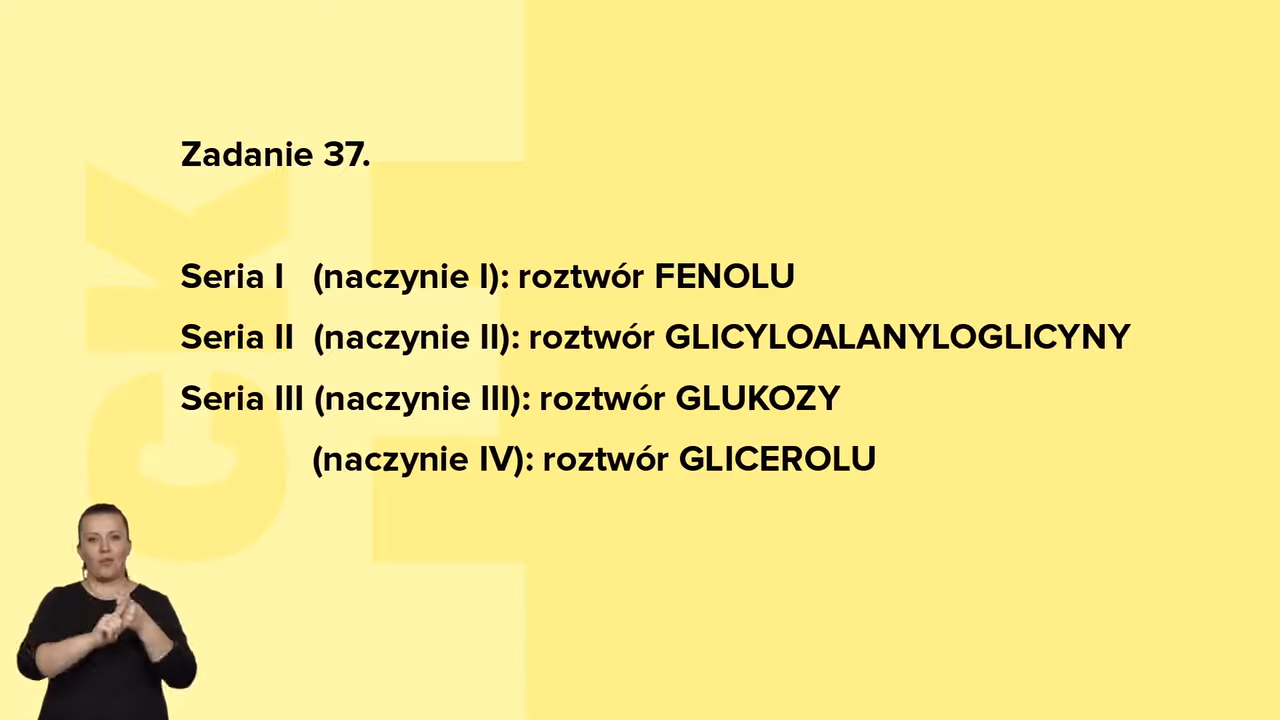 Zadanie 37.
Seria I (naczynie I): roztwór FENOLU
Seria II (naczynie II): roztwór GLICYLOALANYLOGLICYNY
Seria III (naczynie III): roztwór GLUKOZY
(naczynie IV): roztwór GLICEROLU
CK